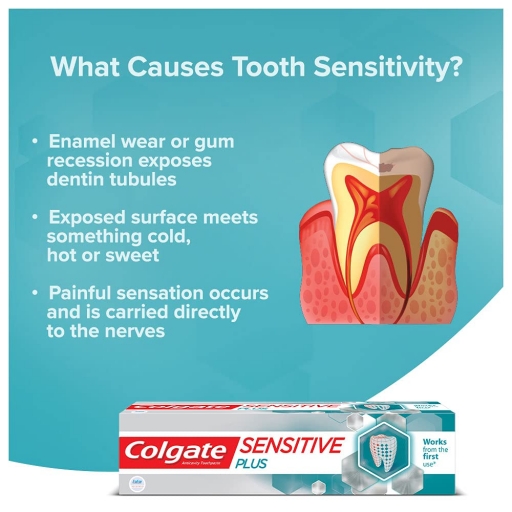 What Causes Tooth Sensitivity?
• Enamel wear or gum
recession exposes
dentin tubules
• Exposed surface meets
something cold,
hot or sweet
• Painful sensation occurs
and is carried directly
to the nerves
SENSITIVE
PLUS
Colgate
Anticavity Toothpaste
SENSITIVE
PLUS
Works
from the
first
use*